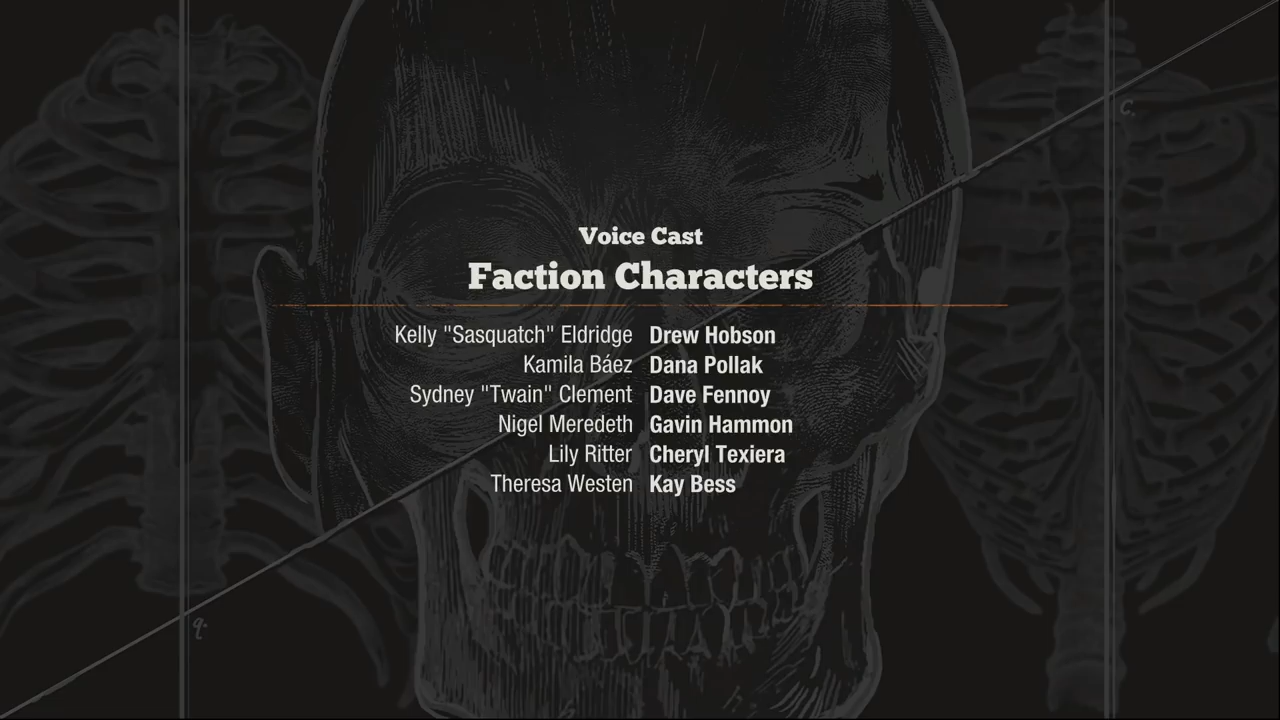 Voice Cast
Faction Characters
Kelly "Sasquatch" Eldridge Drew Hobson
Kamila Báez Dana Pollak
Sydney "Twain" Clement Dave Fennoy
Nigel Meredeth Gavin Hammon
Lily Ritter Cheryl Texiera
Theresa Westen Kay Bess
C.
q.